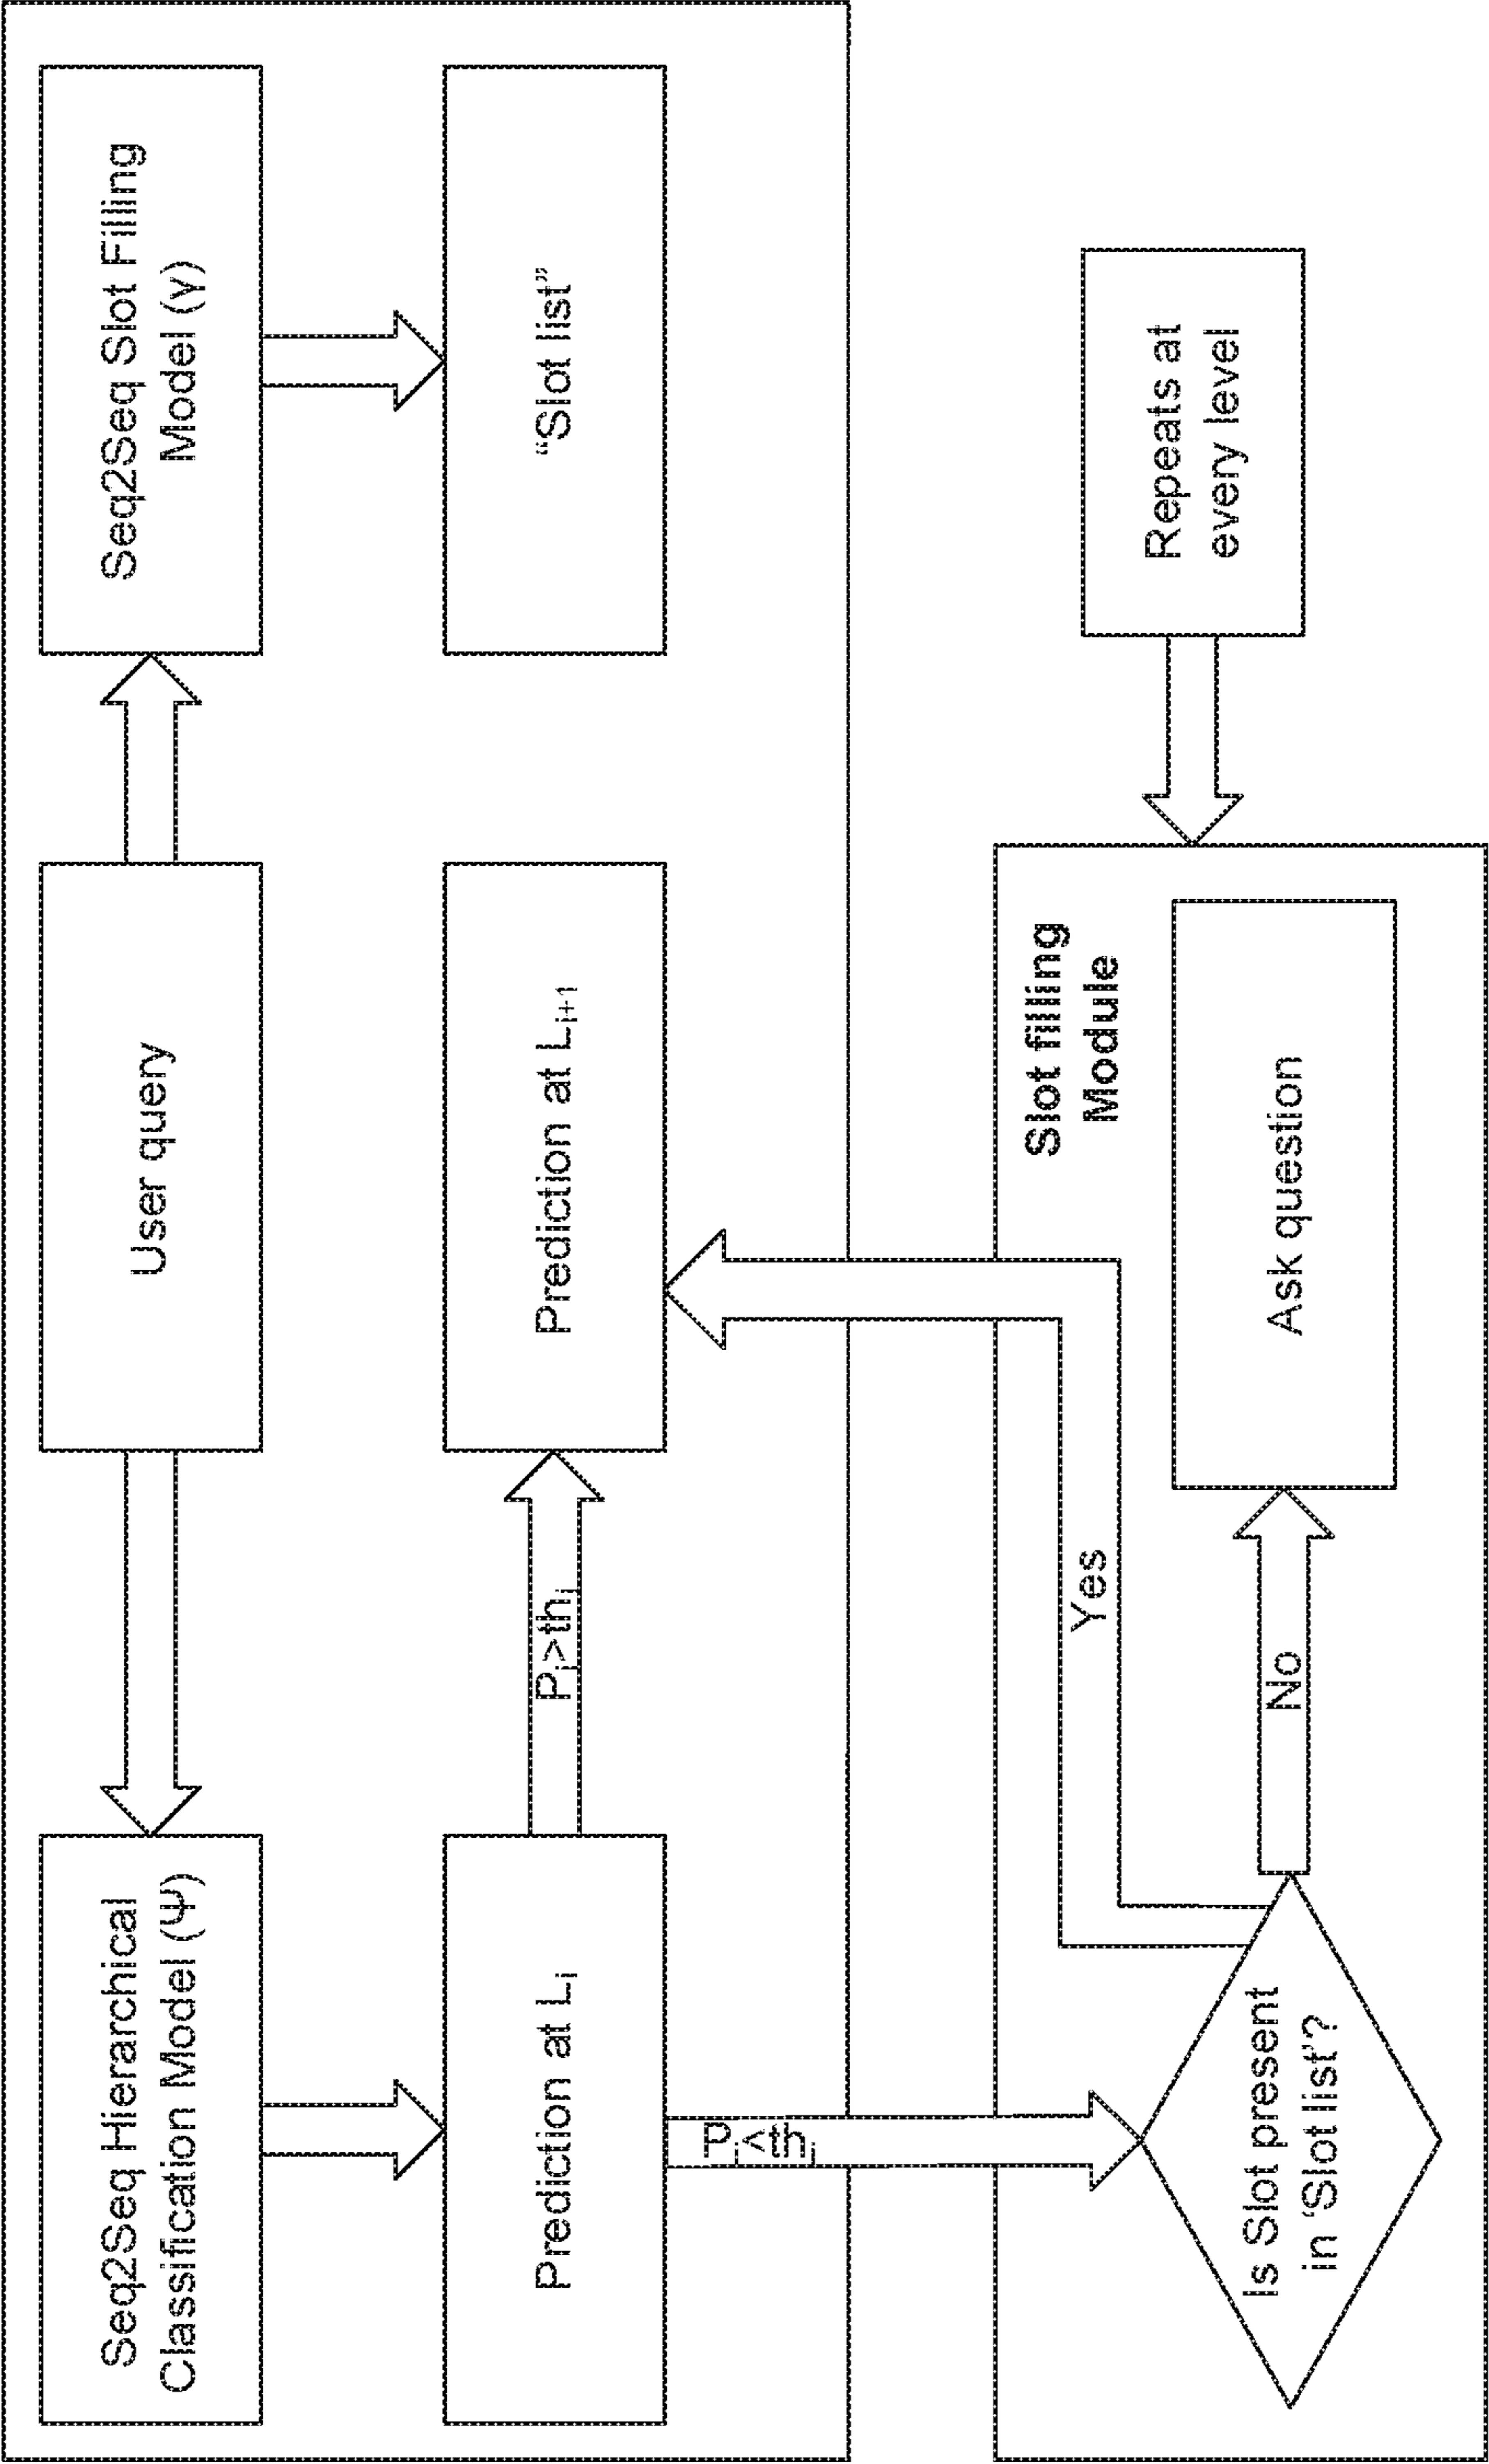 Seq2Seq Hierarchical
Classification Model (Ψ)
User query
Seq2Seq Slot Filling
Model (γ)
Prediction at Lᵢ
Pᵢ>thᵢ
Prediction at Lᵢ₊₁
“Slot list”
Pᵢ<thᵢ
Yes
Slot filling
Module
Is Slot present
in ‘Slot list’?
No
Ask question
Repeats at
every level